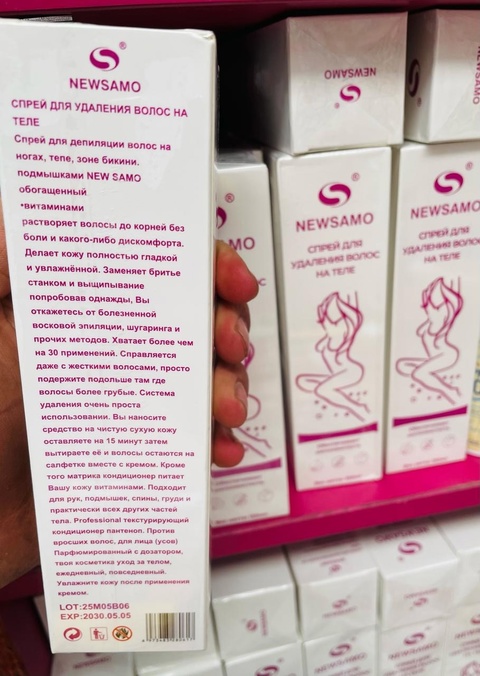 NEWSAMO
СПРЕЙ ДЛЯ УДАЛЕНИЯ ВОЛОС НА
ТЕЛЕ
Спрей для депиляции волос на
ногах, тепе, зоне бикини.
подмышками NEW SAMO
обогащенный
•витаминами
растворяет волосы до корней без
боли и какого-либо дискомфорта.
Делает кожу полностью гладкой
и увлажнённой. Заменяет бритье
станком и выщипывание
попробовав однажды, Вы
откажетесь от болезненной
восковой эпиляции, шугаринга и
прочих методов. Хватает более чем
на 30 применений. Справляется
даже с жесткими волосами, просто
подержите подольше там где
волосы более грубые. Система
удаления очень проста
использовании. Вы наносите
средство на чистую сухую кожу
оставляете на 15 минут затем
вытираете её и волосы остаются на
салфетке вместе с кремом. Кроме
того матрика кондиционер питает
Вашу кожу витаминами. Подходит
для рук, подмышек, спины, груди и
практически всех других частей
тела. Professional текстурирующий
кондиционер пантеноп. Против
вросших волос, для лица (усов)
Парфюмированный с дозатором,
твоя косметика уход за телом,
ежедневный, повседневный.
Увлажните кожу после применения
кремом.
LOT:25M05B06
EXP:2030.05.05
NEWSAMO
NEWSAMO
СПРЕЙ ДЛЯ
УДАЛЕНИЯ ВОЛОС
НА ТЕЛЕ
NEWSAMO
СПРЕЙ ДЛЯ
УДАЛЕНИЯ ВОЛОС
НА ТЕЛЕ